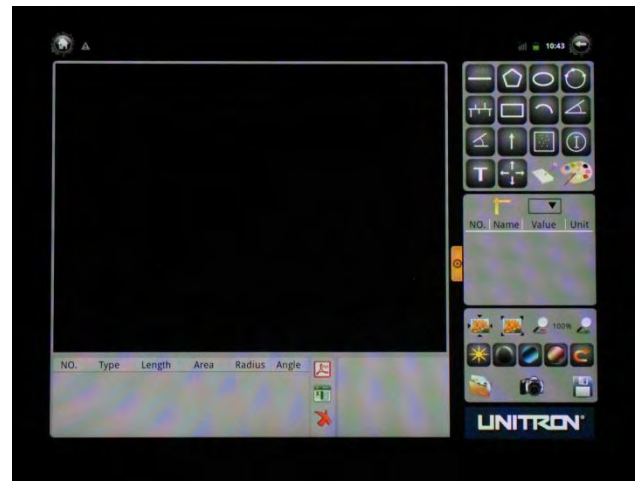 10:43
T
NO. Name Value Unit
100%
NO. Type Length Area Radius Angle
UNITRON®